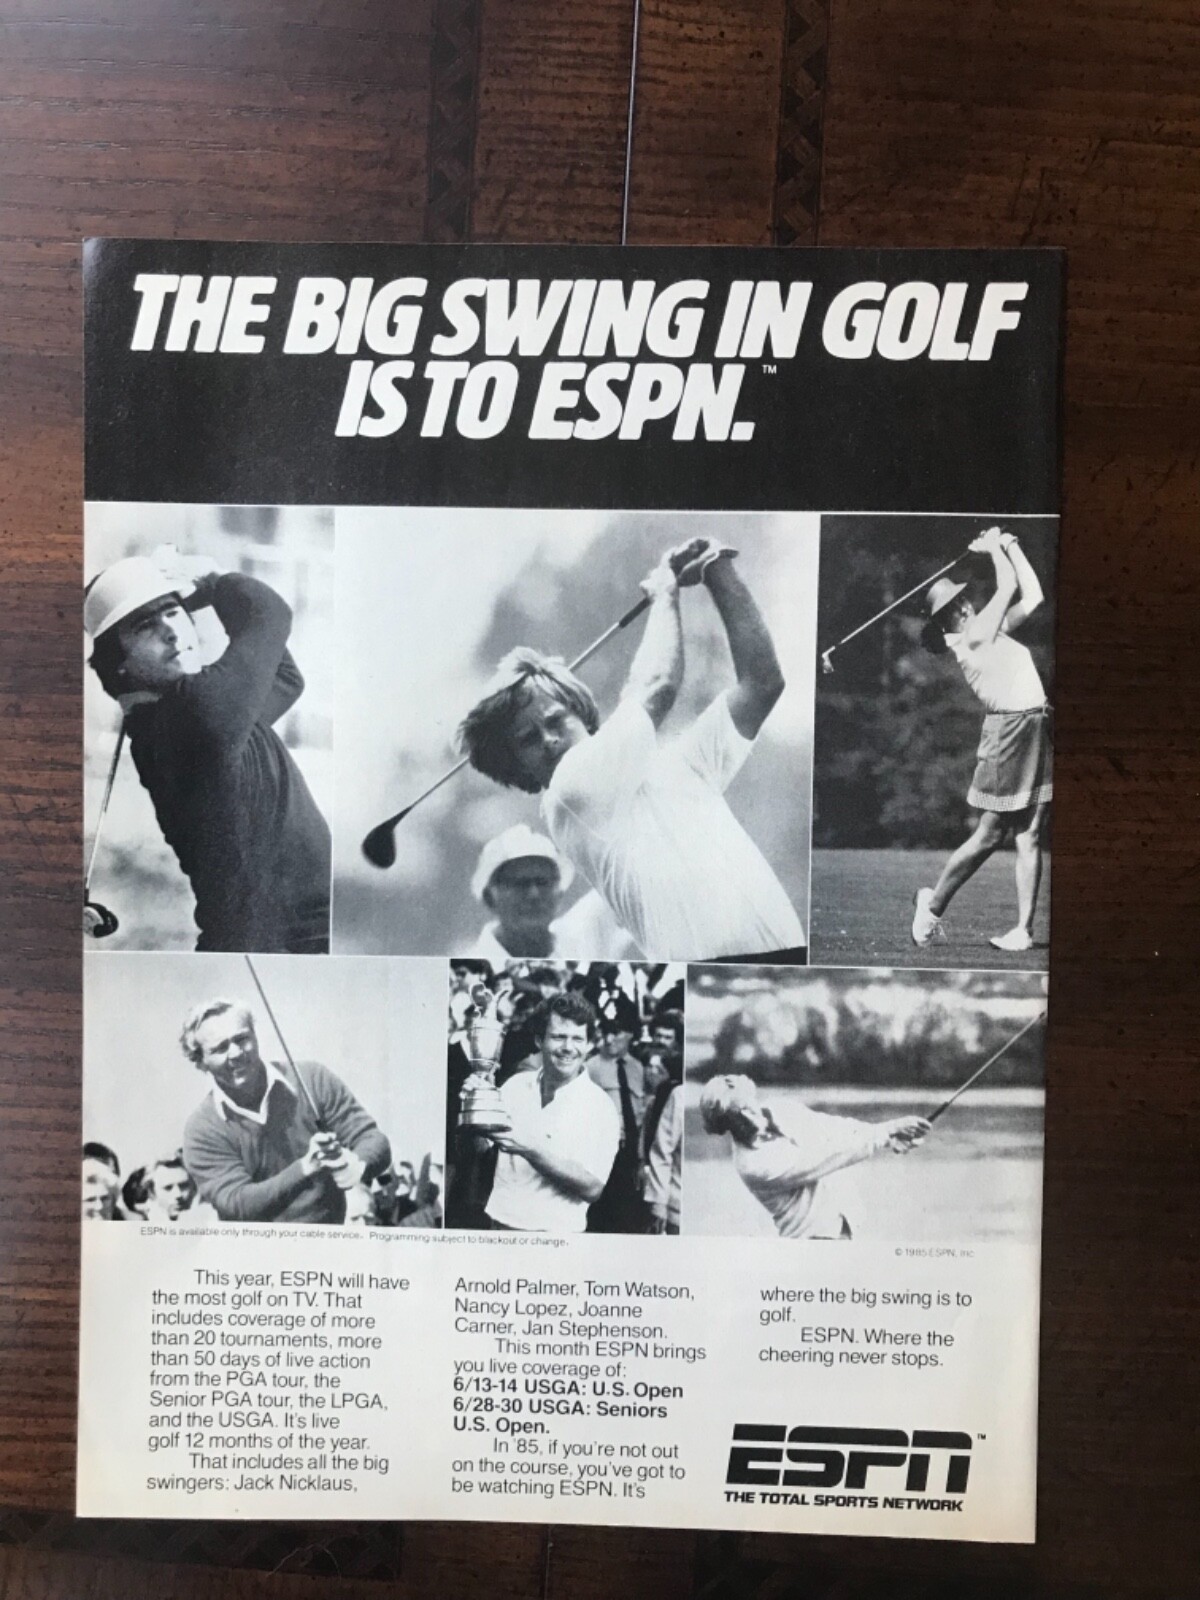 THE BIG SWING IN GOLF
IS TO ESPN.™
ESPN is available only through your cable service. Programming subject to blackout or change.
© 1985 ESPN, Inc.
This year, ESPN will have
the most golf on TV. That
includes coverage of more
than 20 tournaments, more
than 50 days of live action
from the PGA tour, the
Senior PGA tour, the LPGA,
and the USGA. It's live
golf 12 months of the year.
That includes all the big
swingers: Jack Nicklaus,
Arnold Palmer, Tom Watson,
Nancy Lopez, Joanne
Carner, Jan Stephenson.
This month ESPN brings
you live coverage of:
6/13-14 USGA: U.S. Open
6/28-30 USGA: Seniors
U.S. Open.
In '85, if you're not out
on the course, you've got to
be watching ESPN. It's
where the big swing is to
golf.
ESPN. Where the
cheering never stops.
ESPN™
THE TOTAL SPORTS NETWORK